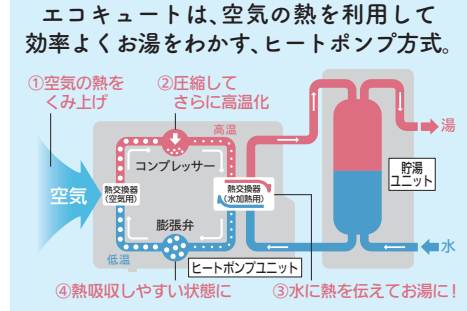 エコキュートは、空気の熱を利用して
効率よくお湯をわかす、ヒートポンプ方式。
①空気の熱を
くみ上げ
②圧縮して
さらに高温化
高温
コンプレッサー
湯
空気
熱交換器
(空気用)
熱交換器
(水加熱用)
貯湯
ユニット
膨張弁
低温
水
ヒートポンプユニット
④熱吸収しやすい状態に
③水に熱を伝えてお湯に!